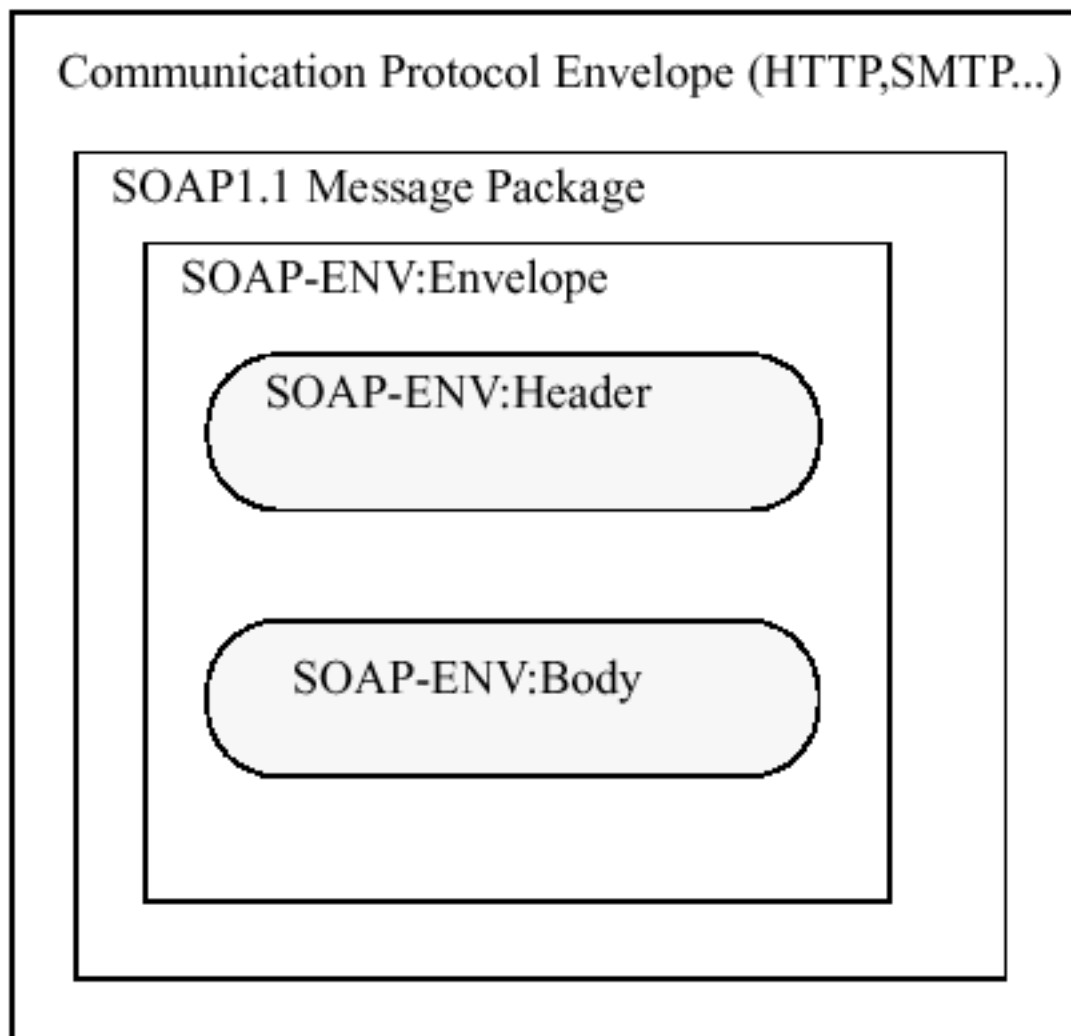 Communication Protocol Envelope (HTTP,SMTP...)
SOAP1.1 Message Package
SOAP-ENV:Envelope
SOAP-ENV:Header
SOAP-ENV:Body